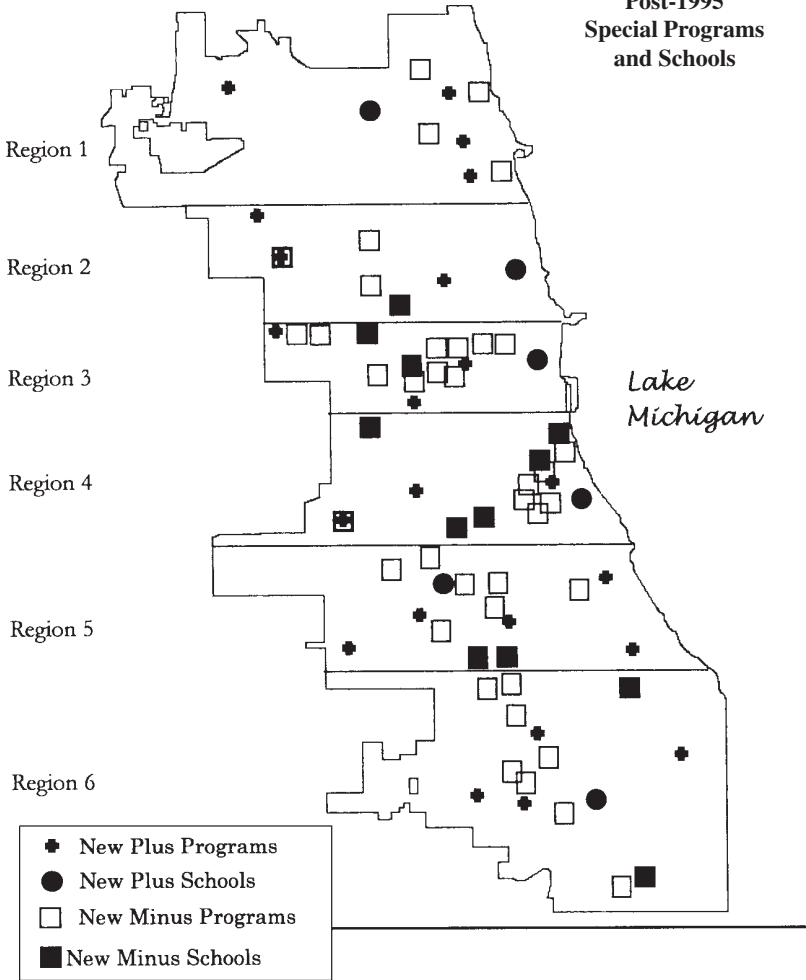 Post-1995
Special Programs
and Schools
Region 1
Region 2
Region 3
Lake
Michigan
Region 4
Region 5
Region 6
New Plus Programs
New Plus Schools
New Minus Programs
New Minus Schools